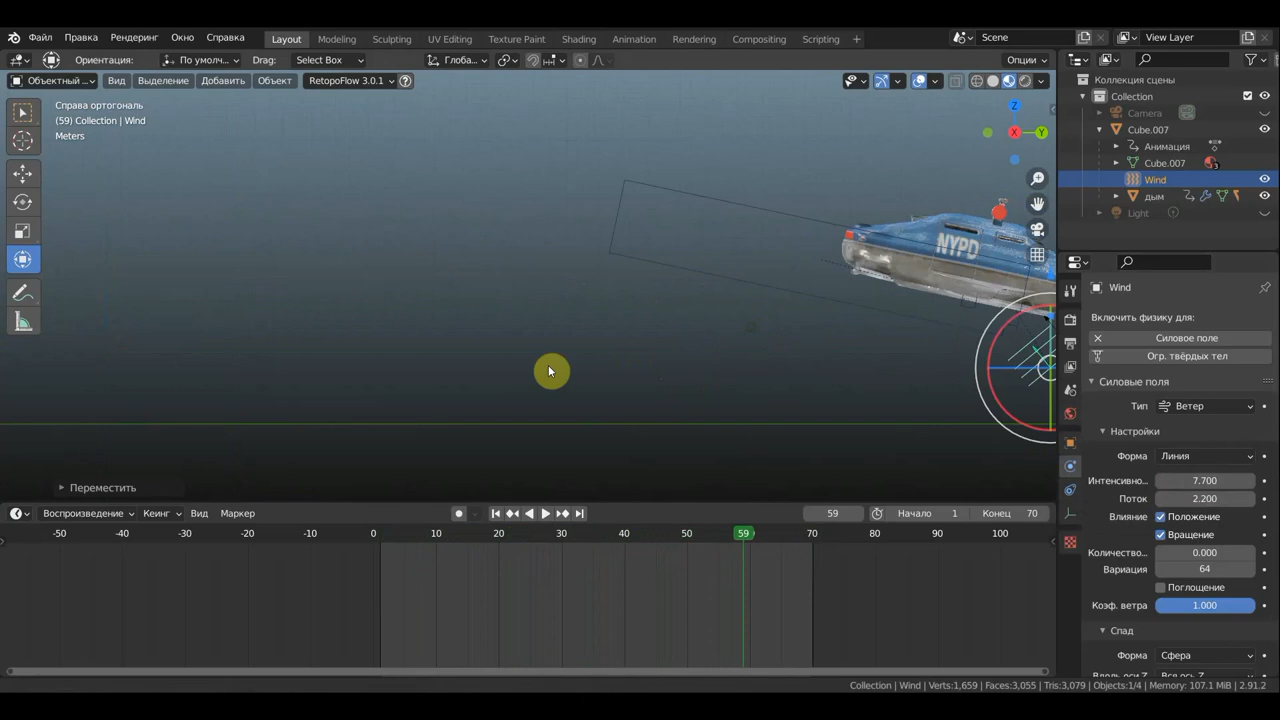 Файл Правка Рендеринг Окно Справка Layout Modeling Sculpting UV Editing Texture Paint Shading Animation Rendering Compositing Scripting + Scene View Layer
Ориентация: По умолч... Drag: Select Box Глоба... Опции
Объектный ... Вид Выделение Добавить Объект RetopoFlow 3.0.1 ?
Справа ортогональ
(59) Collection | Wind
Meters
Z
X
Y
NYPD
Переместить
Коллекция сцены
Collection
Camera
Cube.007
Анимация
Cube.007
3
Wind
дым
Light
Wind
Включить физику для:
Силовое поле
Огр. твёрдых тел
Силовые поля
Тип Ветер
Настройки
Форма Линия
Интенсивно... 7.700
Поток 2.200
Влияние Положение
Вращение
Количество... 0.000
Вариация 64
Поглощение
Коэф. ветра 1.000
Спад
Форма Сфера
Воспроизведение Кеинг Вид Маркер 59 Начало 1 Конец 70
-50 -40 -30 -20 -10 0 10 20 30 40 50 59 70 80 90 100
Collection | Wind | Verts:1,659 | Faces:3,055 | Tris:3,079 | Objects:1/4 | Memory: 107.1 MiB | 2.91.2